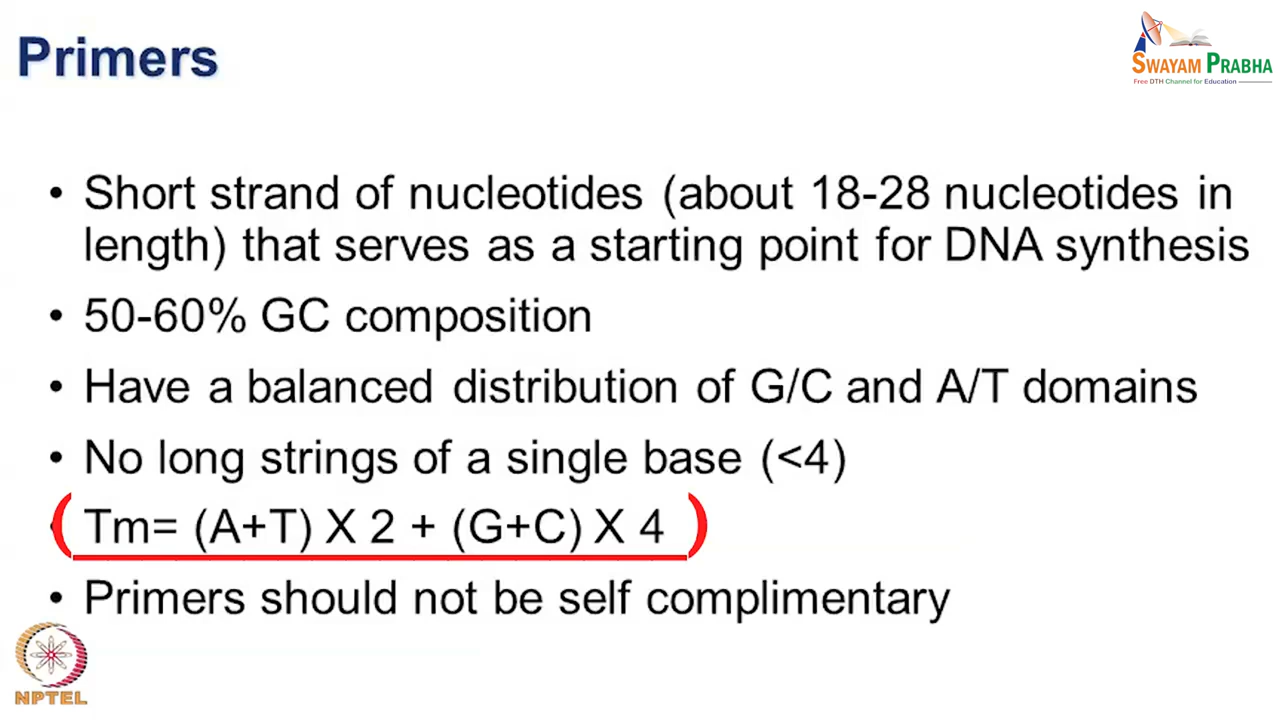 Primers
SWAYAM PRABHA
Free DTH Channel for Education
• Short strand of nucleotides (about 18-28 nucleotides in
length) that serves as a starting point for DNA synthesis
• 50-60% GC composition
• Have a balanced distribution of G/C and A/T domains
• No long strings of a single base (<4)
• Tm= (A+T) X 2 + (G+C) X 4
• Primers should not be self complimentary
NPTEL